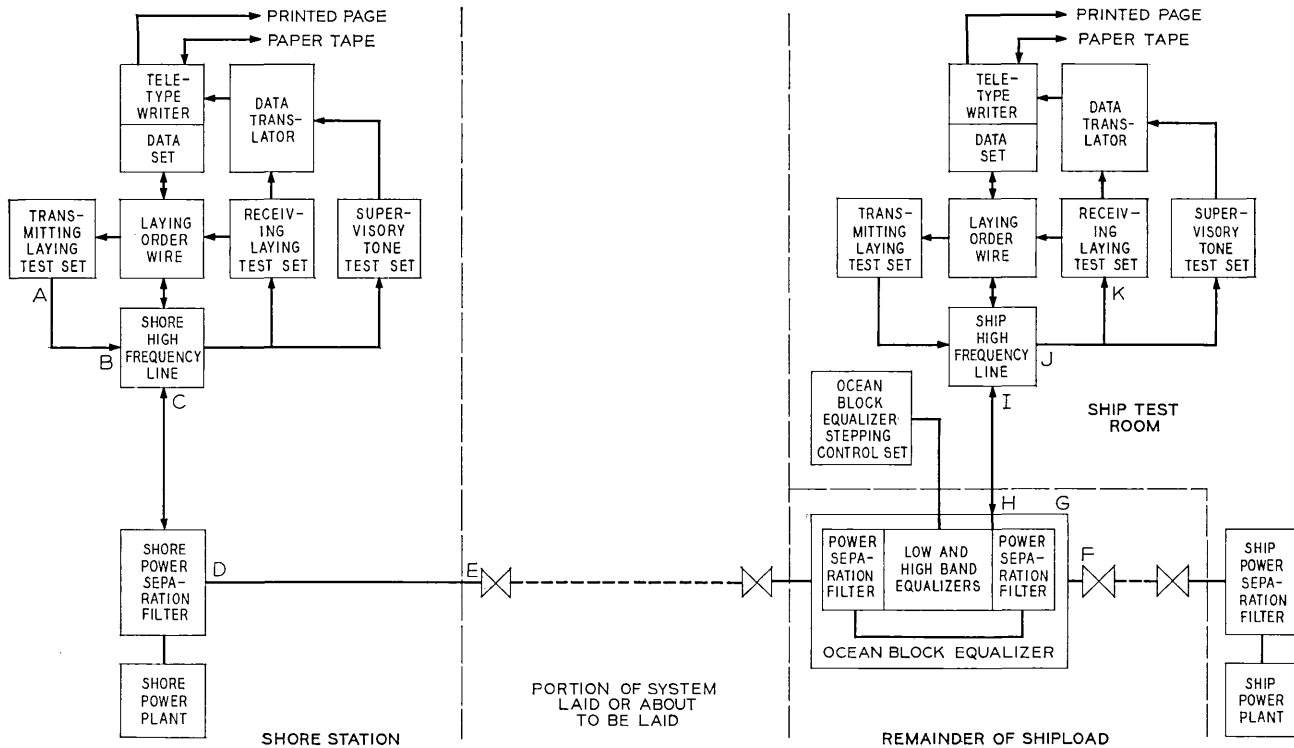 PRINTED PAGE
PAPER TAPE
TELE-
TYPE
WRITER
DATA
SET
DATA
TRANS-
LATOR
TRANS-
MITTING
LAYING
TEST SET
LAYING
ORDER
WIRE
RECEIV-
ING
LAYING
TEST SET
SUPER-
VISORY
TONE
TEST SET
A
B
SHORE
HIGH
FREQUENCY
LINE
C
SHORE
POWER
SEPA-
RATION
FILTER
D
E
SHORE
POWER
PLANT
SHORE STATION
PORTION OF SYSTEM
LAID OR ABOUT
TO BE LAID
PRINTED PAGE
PAPER TAPE
TELE-
TYPE
WRITER
DATA
SET
DATA
TRANS-
LATOR
TRANS-
MITTING
LAYING
TEST SET
LAYING
ORDER
WIRE
RECEIV-
ING
LAYING
TEST SET
SUPER-
VISORY
TONE
TEST SET
K
SHIP
HIGH
FREQUENCY
LINE
J
I
OCEAN
BLOCK
EQUALIZER
STEPPING
CONTROL SET
SHIP TEST
ROOM
H
G
POWER
SEPA-
RATION
FILTER
LOW AND
HIGH BAND
EQUALIZERS
POWER
SEPA-
RATION
FILTER
F
OCEAN BLOCK EQUALIZER
SHIP
POWER
SEPA-
RATION
FILTER
SHIP
POWER
PLANT
REMAINDER OF SHIPLOAD